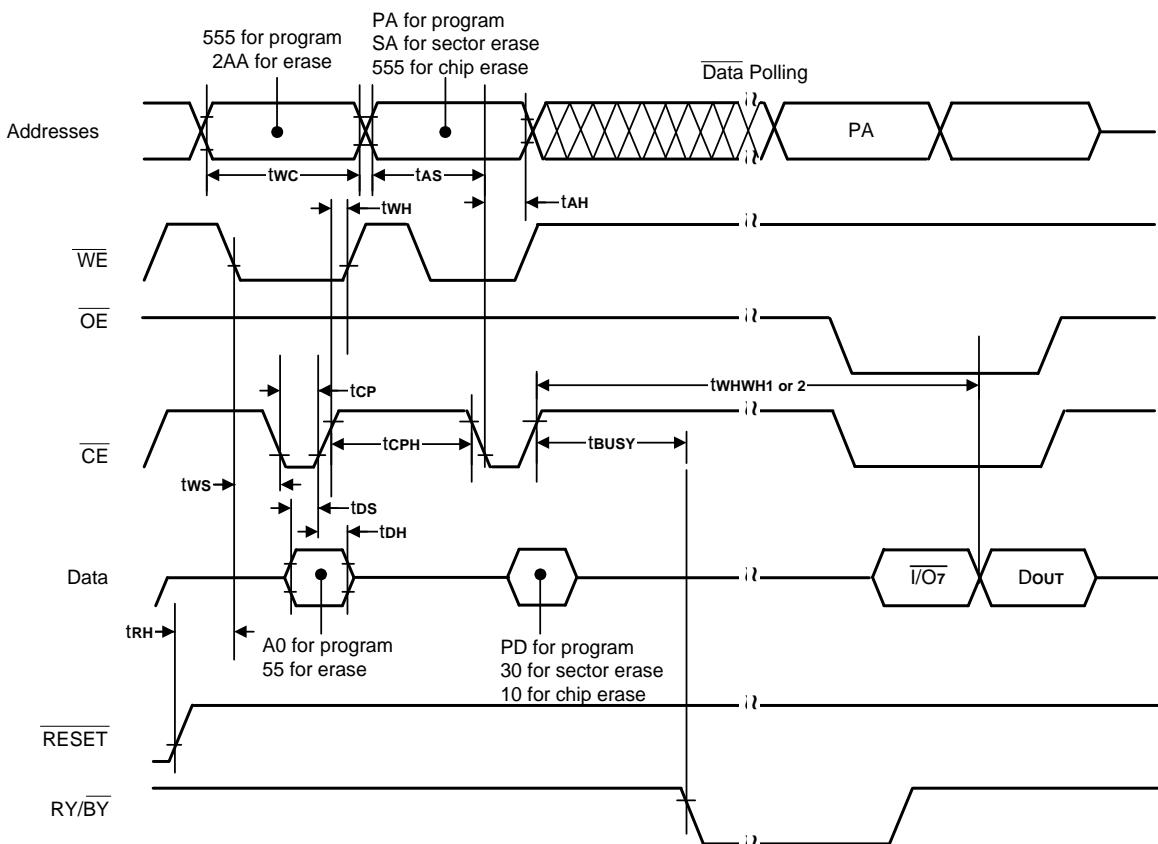 555 for program
2AA for erase
PA for program
SA for sector erase
555 for chip erase
Data Polling
Addresses
PA
tWC
tAS
tWH
tAH
WE
OE
tWHWH1 or 2
tCP
CE
tCPH
tBUSY
tWS
tDS
tDH
Data
I/O7
DOUT
tRH
A0 for program
55 for erase
PD for program
30 for sector erase
10 for chip erase
RESET
RY/BY